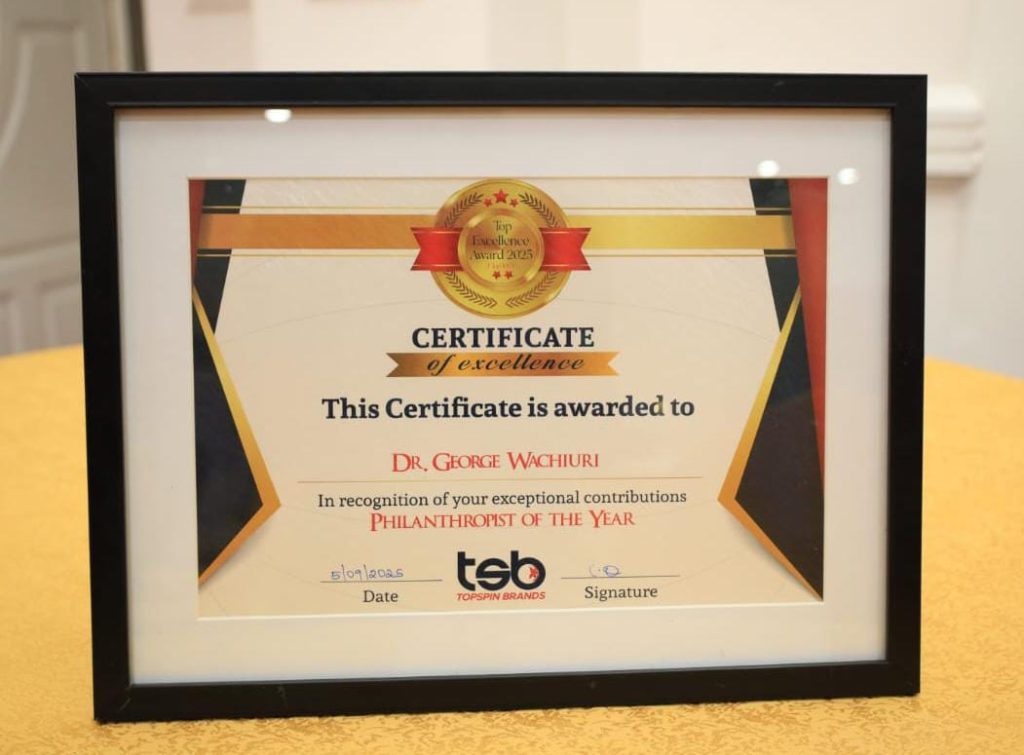 Top
Excellence
Award 2025
CERTIFICATE
of excellence
This Certificate is awarded to
DR. GEORGE WACHIURI
In recognition of your exceptional contributions
PHILANTHROPIST OF THE YEAR
5/09/2025
Date
tsb
TOPSPIN BRANDS
Signature